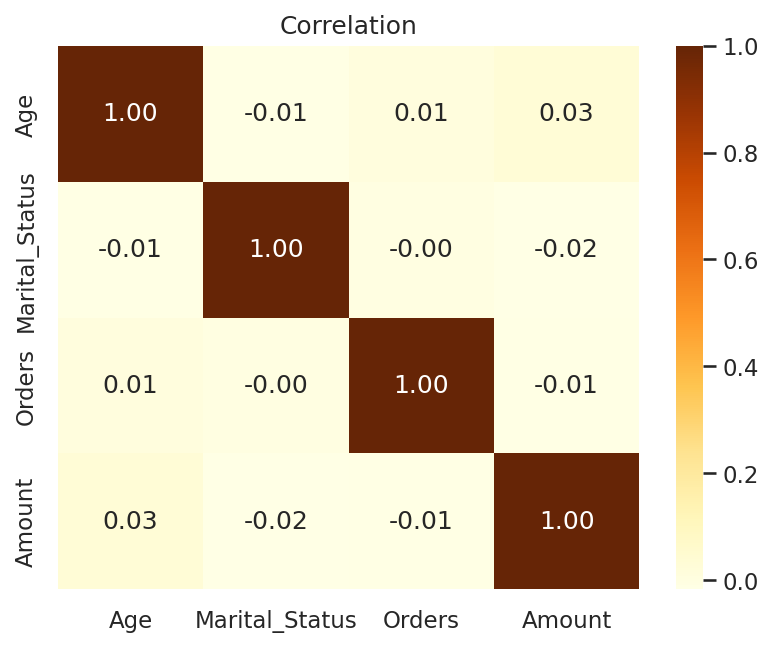 Correlation
Age
1.00
-0.01
0.01
0.03
Marital_Status
-0.01
1.00
-0.00
-0.02
Orders
0.01
-0.00
1.00
-0.01
Amount
0.03
-0.02
-0.01
1.00
Age
Marital_Status
Orders
Amount
1.0
0.8
0.6
0.4
0.2
0.0